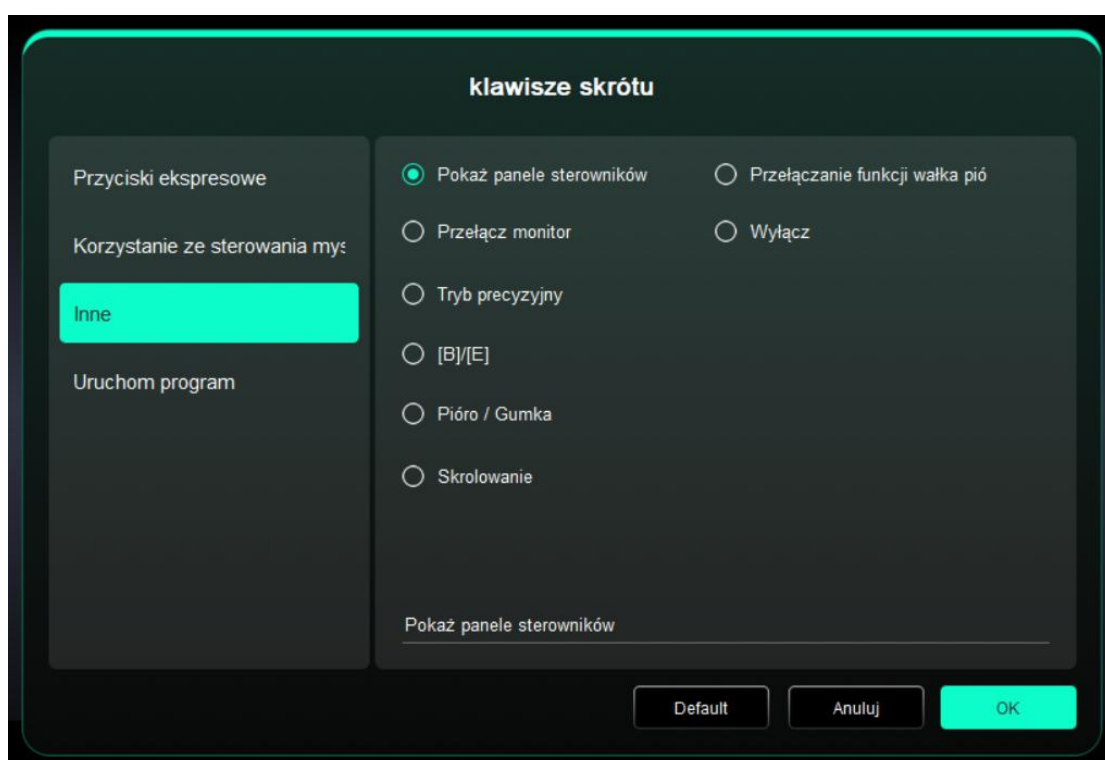 klawisze skrótu
Przyciski ekspresowe
Korzystanie ze sterowania mys
Inne
Uruchom program
Pokaż panele sterowników
Przełączanie funkcji wałka pió
Przełącz monitor
Wyłącz
Tryb precyzyjny
[B]/[E]
Pióro / Gumka
Skrolowanie
Pokaż panele sterowników
Default
Anuluj
OK